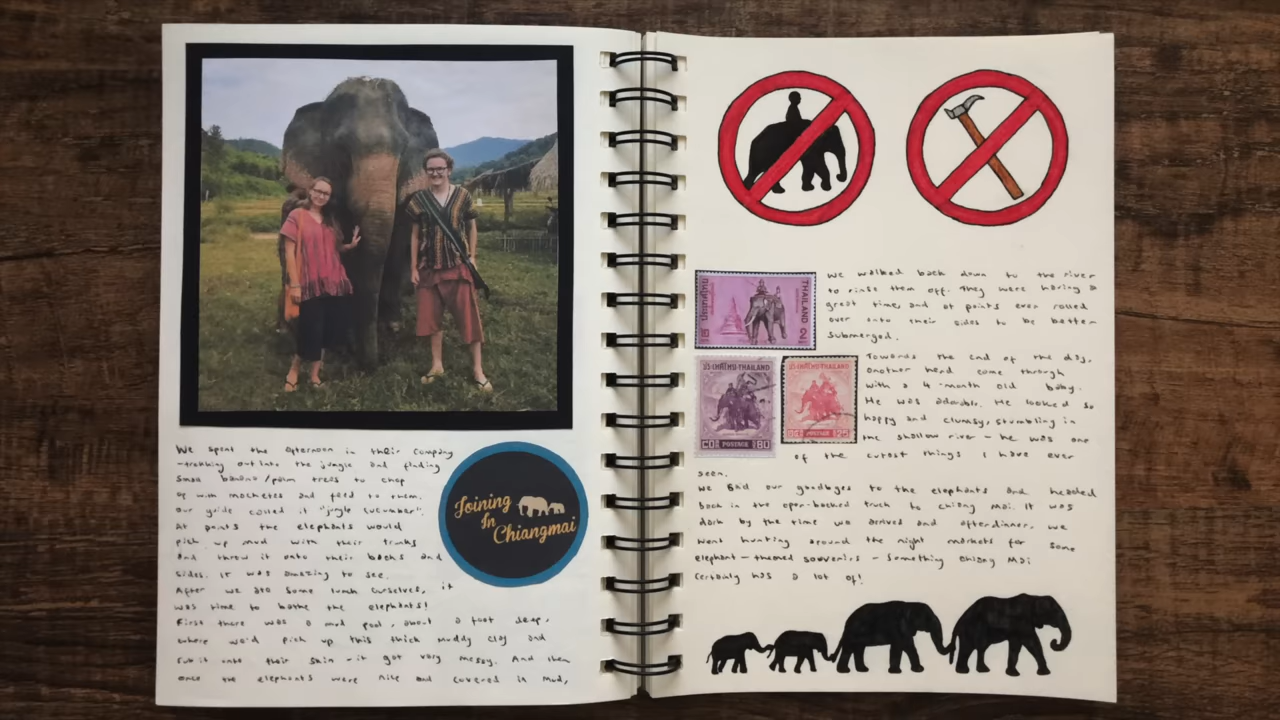 We spent the afternoon in their company
-trekking out into the jungle and finding
small banana/palm trees to chop
up with machetes and feed to them.
Our guide called it "jungle cucumber".
At points the elephants would
pick up mud with their trunks
and throw it onto their backs and
sides. It was amazing to see.
After we ate some lunch ourselves, it
was time to bathe the elephants!
First there was a mud pool, about a foot deep,
where we'd pick up this thick muddy clay and
rub it onto their skin - it got very messy. And then
once the elephants were nice and covered in mud,
Joining
In
Chiangmai
We walked back down to the river
to rinse them off. They were having a
great time, and at points even rolled
over onto their sides to be better
submerged.
ประเทศไทย
THAILAND
2
THAILAND
POSTAGE
80
THAILAND
POSTAGE
25
Towards the end of the day,
another herd came through
with a 4-month old baby.
He was adorable. He looked so
happy and clumsy, stumbling in
the shallow river - he was one
of the cutest things I have ever
seen.
We said our goodbyes to the elephants and headed
back in the open-backed truck to Chiang Mai. It was
dark by the time we arrived and after dinner, we
went hunting around the night markets for some
elephant-themed souvenirs - something Chiang Mai
certainly has a lot of!